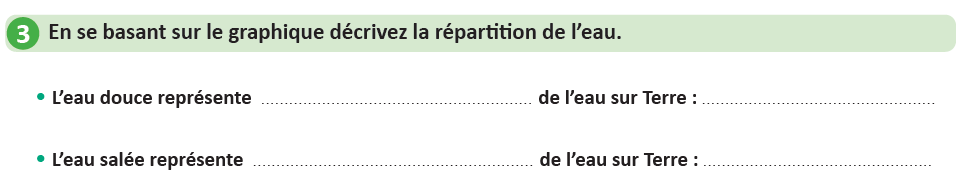 3 En se basant sur le graphique décrivez la répartition de l'eau.
• L'eau douce représente ................................................ de l'eau sur Terre : ................................................
• L'eau salée représente ................................................ de l'eau sur Terre : ................................................